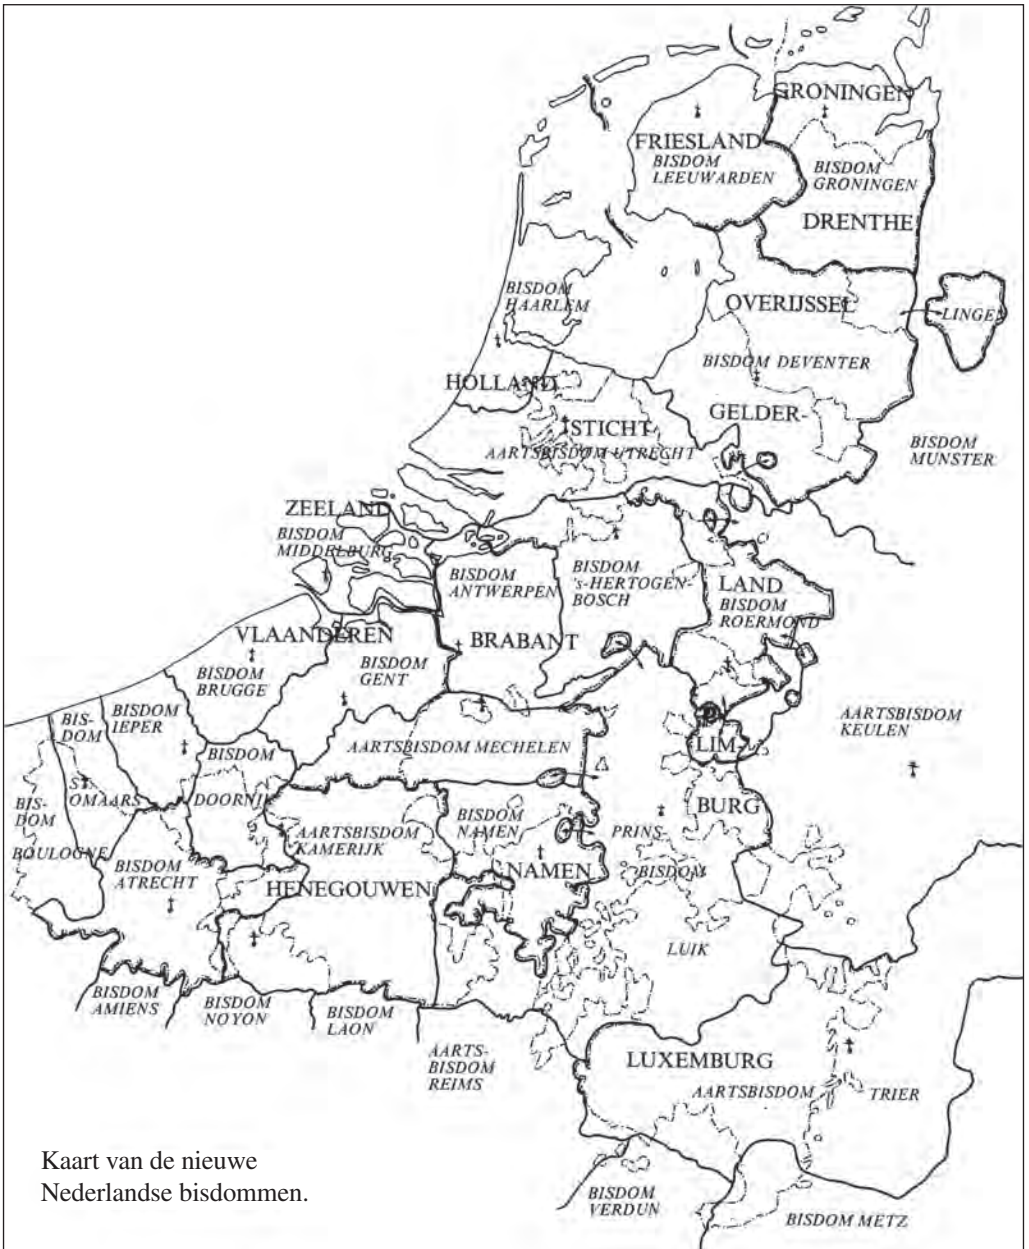 GRONINGEN
FRIESLAND
BISDOM
LEEUWARDEN
BISDOM
GRONINGEN
DRENTHE
BISDOM
HAARLEM
OVERIJSSEL
LINGEN
BISDOM DEVENTER
HOLLAND
GELDER-
STICHT
AARTSBISDOM UTRECHT
BISDOM
MUNSTER
ZEELAND
BISDOM
MIDDELBURG
BISDOM
ANTWERPEN
BISDOM
's-HERTOGEN-
BOSCH
LAND
BISDOM
ROERMOND
VLAANDEREN
BRABANT
BISDOM
BRUGGE
BISDOM
GENT
BIS-
DOM
ST
OMAARS
BISDOM
IEPER
BISDOM
DOORNIK
AARTSBISDOM MECHELEN
AARTSBISDOM
KEULEN
LIM-
BURG
BIS-
DOM
BOULOGNE
AARTSBISDOM
KAMERIJK
BISDOM
NAMEN
PRINS-
BISDOM
LUIK
BISDOM
ATRECHT
HENEGOUWEN
NAMEN
BISDOM
AMIENS
BISDOM
NOYON
BISDOM
LAON
AARTS-
BISDOM
REIMS
LUXEMBURG
AARTSBISDOM
TRIER
Kaart van de nieuwe
Nederlandse bisdommen.
BISDOM
VERDUN
BISDOM METZ